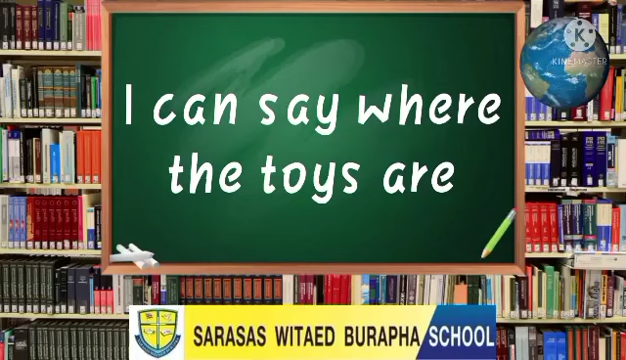 I can say where
the toys are
K
KINEMASTER
SARASAS WITAED BURAPHA SCHOOL